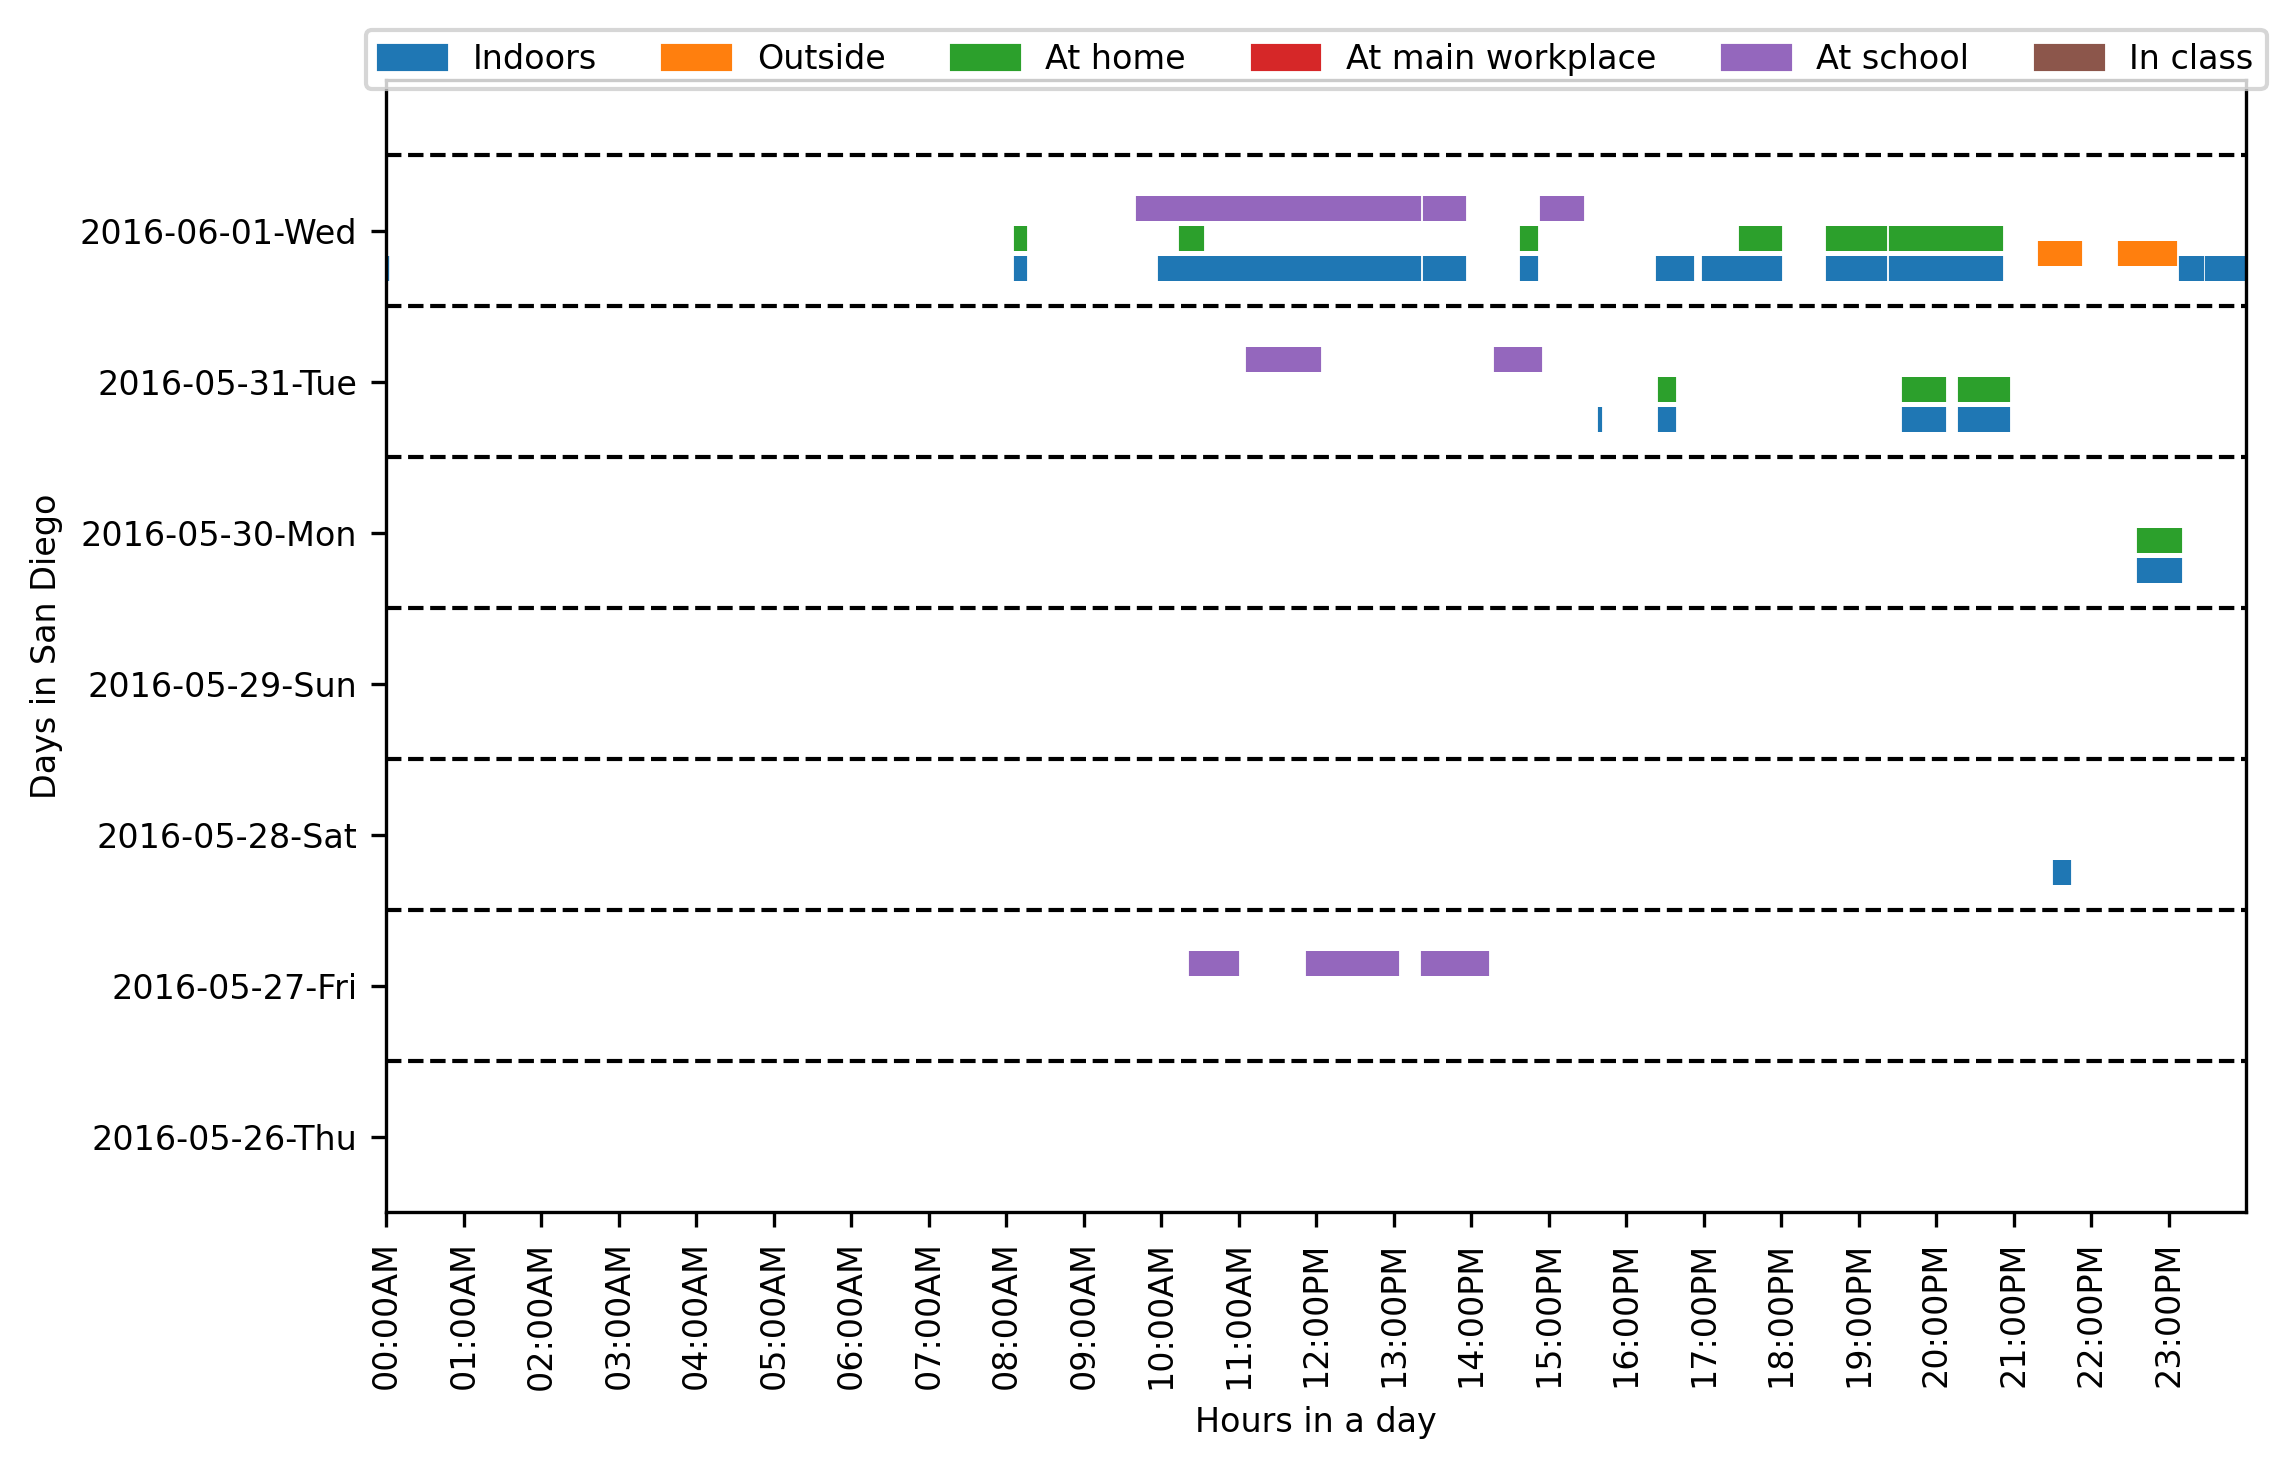 Indoors Outside At home At main workplace At school In class
2016-06-01-Wed
2016-05-31-Tue
2016-05-30-Mon
2016-05-29-Sun
2016-05-28-Sat
2016-05-27-Fri
2016-05-26-Thu
Days in San Diego
00:00AM
01:00AM
02:00AM
03:00AM
04:00AM
05:00AM
06:00AM
07:00AM
08:00AM
09:00AM
10:00AM
11:00AM
12:00PM
13:00PM
14:00PM
15:00PM
16:00PM
17:00PM
18:00PM
19:00PM
20:00PM
21:00PM
22:00PM
23:00PM
Hours in a day